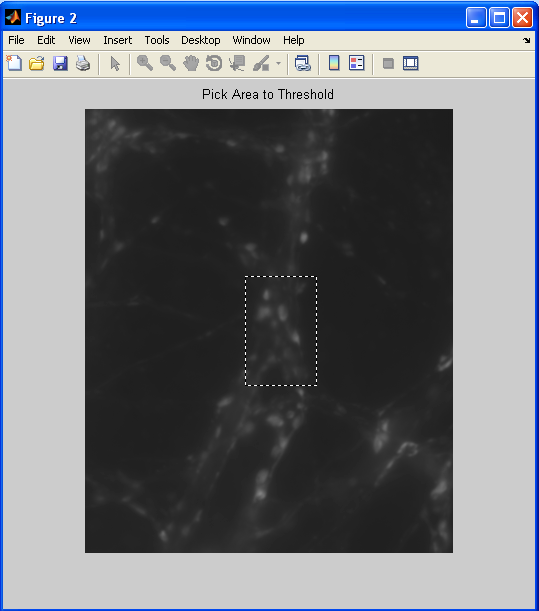 Figure 2
File Edit View Insert Tools Desktop Window Help
Pick Area to Threshold